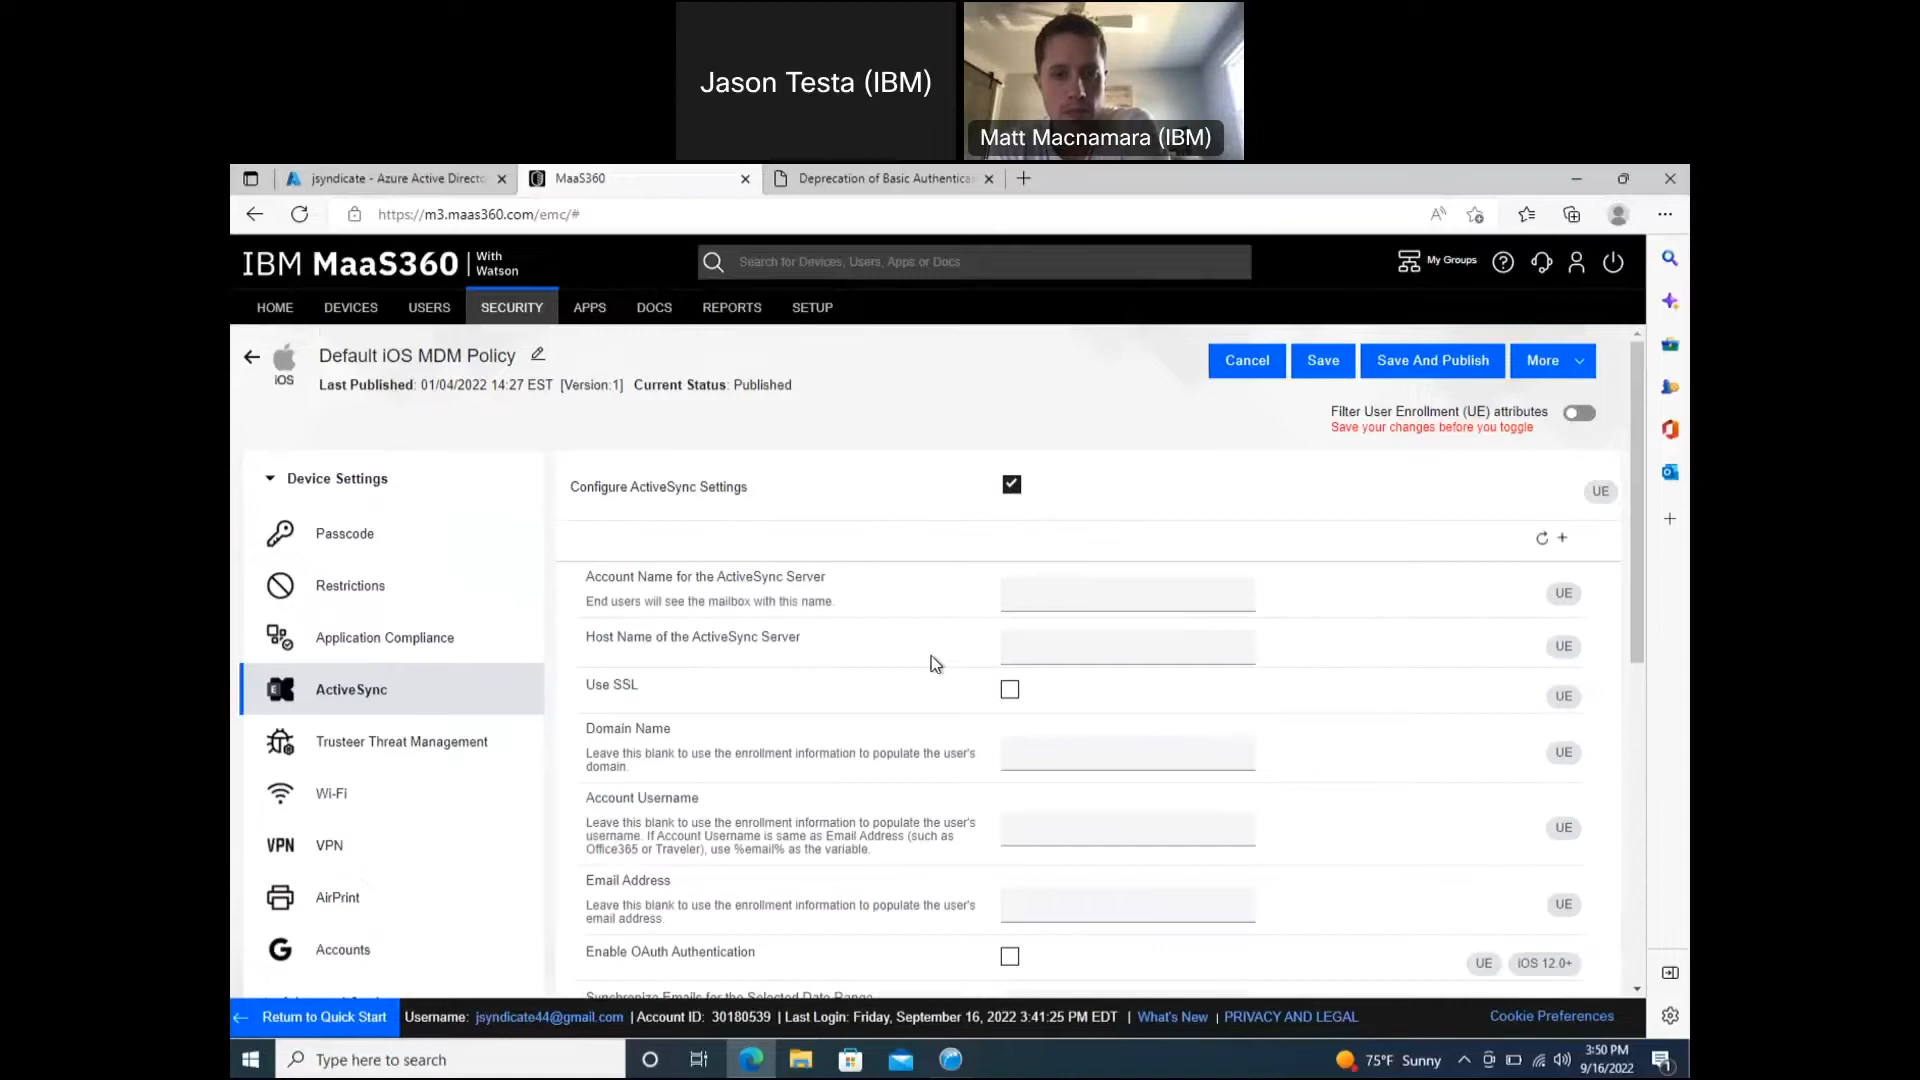 Jason Testa (IBM)
Matt Macnamara (IBM)
jsyndicate - Azure Active Directo
MaaS360
Deprecation of Basic Authentica
https://m3.maas360.com/emc/#
IBM MaaS360 | With Watson
Search for Devices, Users, Apps or Docs
My Groups
HOME DEVICES USERS SECURITY APPS DOCS REPORTS SETUP
iOS
Default iOS MDM Policy
Last Published: 01/04/2022 14:27 EST [Version:1] Current Status: Published
Cancel Save Save And Publish More
Filter User Enrollment (UE) attributes
Save your changes before you toggle
Device Settings
Passcode
Restrictions
Application Compliance
ActiveSync
Trusteer Threat Management
Wi-Fi
VPN VPN
AirPrint
Accounts
Configure ActiveSync Settings
UE
Account Name for the ActiveSync Server
End users will see the mailbox with this name.
UE
Host Name of the ActiveSync Server
UE
Use SSL
UE
Domain Name
Leave this blank to use the enrollment information to populate the user's
domain.
UE
Account Username
Leave this blank to use the enrollment information to populate the user's
username. If Account Username is same as Email Address (such as
Office365 or Traveler), use %email% as the variable.
UE
Email Address
Leave this blank to use the enrollment information to populate the user's
email address.
UE
Enable OAuth Authentication
UE iOS 12.0+
Synchronize Emails for the Selected Date Range
Return to Quick Start
Username: jsyndicate44@gmail.com | Account ID: 30180539 | Last Login: Friday, September 16, 2022 3:41:25 PM EDT | What's New | PRIVACY AND LEGAL
Cookie Preferences
Type here to search
75°F Sunny
3:50 PM
9/16/2022
1